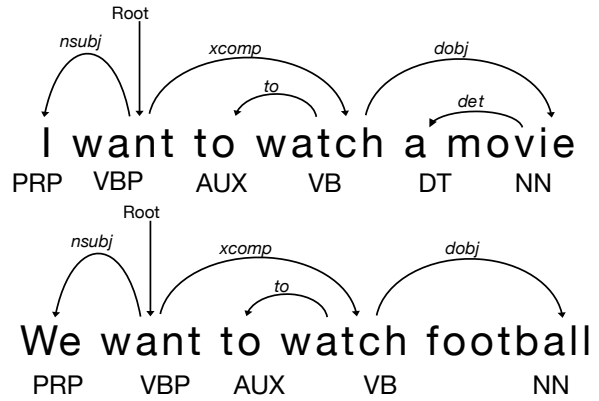 Root
nsubj xcomp dobj
to det
I want to watch a movie
PRP VBP AUX VB DT NN
Root
nsubj xcomp dobj
to
We want to watch football
PRP VBP AUX VB NN